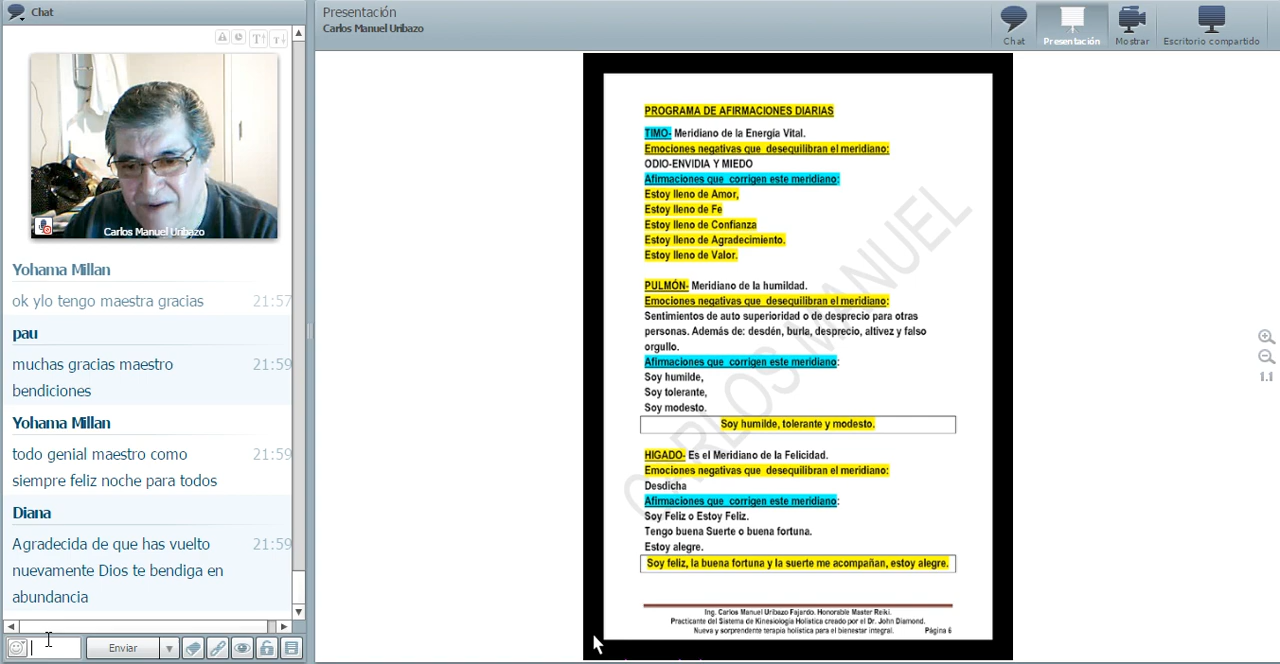 Chat
Carlos Manuel Uribazo
Yohama Millan
ok ylo tengo maestra gracias 21:57
pau
muchas gracias maestro 21:59
bendiciones
Yohama Millan
todo genial maestro como 21:59
siempre feliz noche para todos
Diana
Agradecida de que has vuelto 21:59
nuevamente Dios te bendiga en
abundancia
Enviar
Presentación
Carlos Manuel Uribazo
Chat
Presentación
Mostrar
Escritorio compartido
PROGRAMA DE AFIRMACIONES DIARIAS
TIMO- Meridiano de la Energía Vital.
Emociones negativas que desequilibran el meridiano:
ODIO-ENVIDIA Y MIEDO
Afirmaciones que corrigen este meridiano:
Estoy lleno de Amor,
Estoy lleno de Fe
Estoy lleno de Confianza
Estoy lleno de Agradecimiento.
Estoy lleno de Valor.
PULMÓN- Meridiano de la humildad.
Emociones negativas que desequilibran el meridiano:
Sentimientos de auto superioridad o de desprecio para otras
personas. Además de: desdén, burla, desprecio, altivez y falso
orgullo.
Afirmaciones que corrigen este meridiano:
Soy humilde,
Soy tolerante,
Soy modesto.
Soy humilde, tolerante y modesto.
HIGADO- Es el Meridiano de la Felicidad.
Emociones negativas que desequilibran el meridiano:
Desdicha
Afirmaciones que corrigen este meridiano:
Soy Feliz o Estoy Feliz.
Tengo buena Suerte o buena fortuna.
Estoy alegre.
Soy feliz, la buena fortuna y la suerte me acompañan, estoy alegre.
Ing. Carlos Manuel Uribazo Fajardo. Honorable Master Reiki.
Practicante del Sistema de Kinesiología Holística creado por el Dr. John Diamond.
Nueva y sorprendente terapia holística para el bienestar integral. Página 6
CARLOS MANUEL
1.1